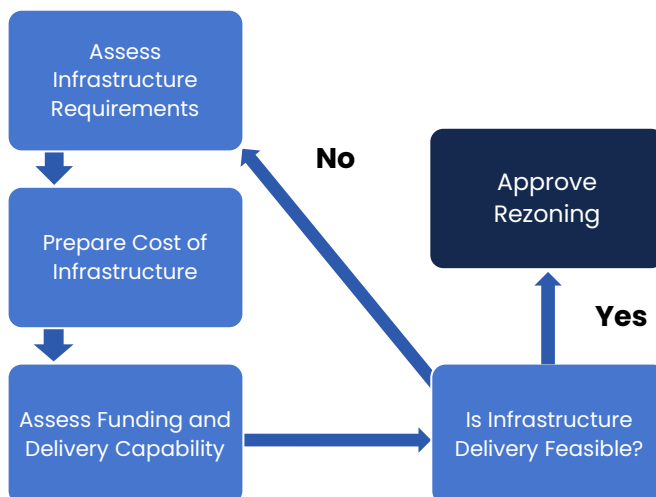 Assess
Infrastructure
Requirements
No
Approve
Rezoning
Prepare Cost of
Infrastructure
Yes
Assess Funding and
Delivery Capability
Is Infrastructure
Delivery Feasible?